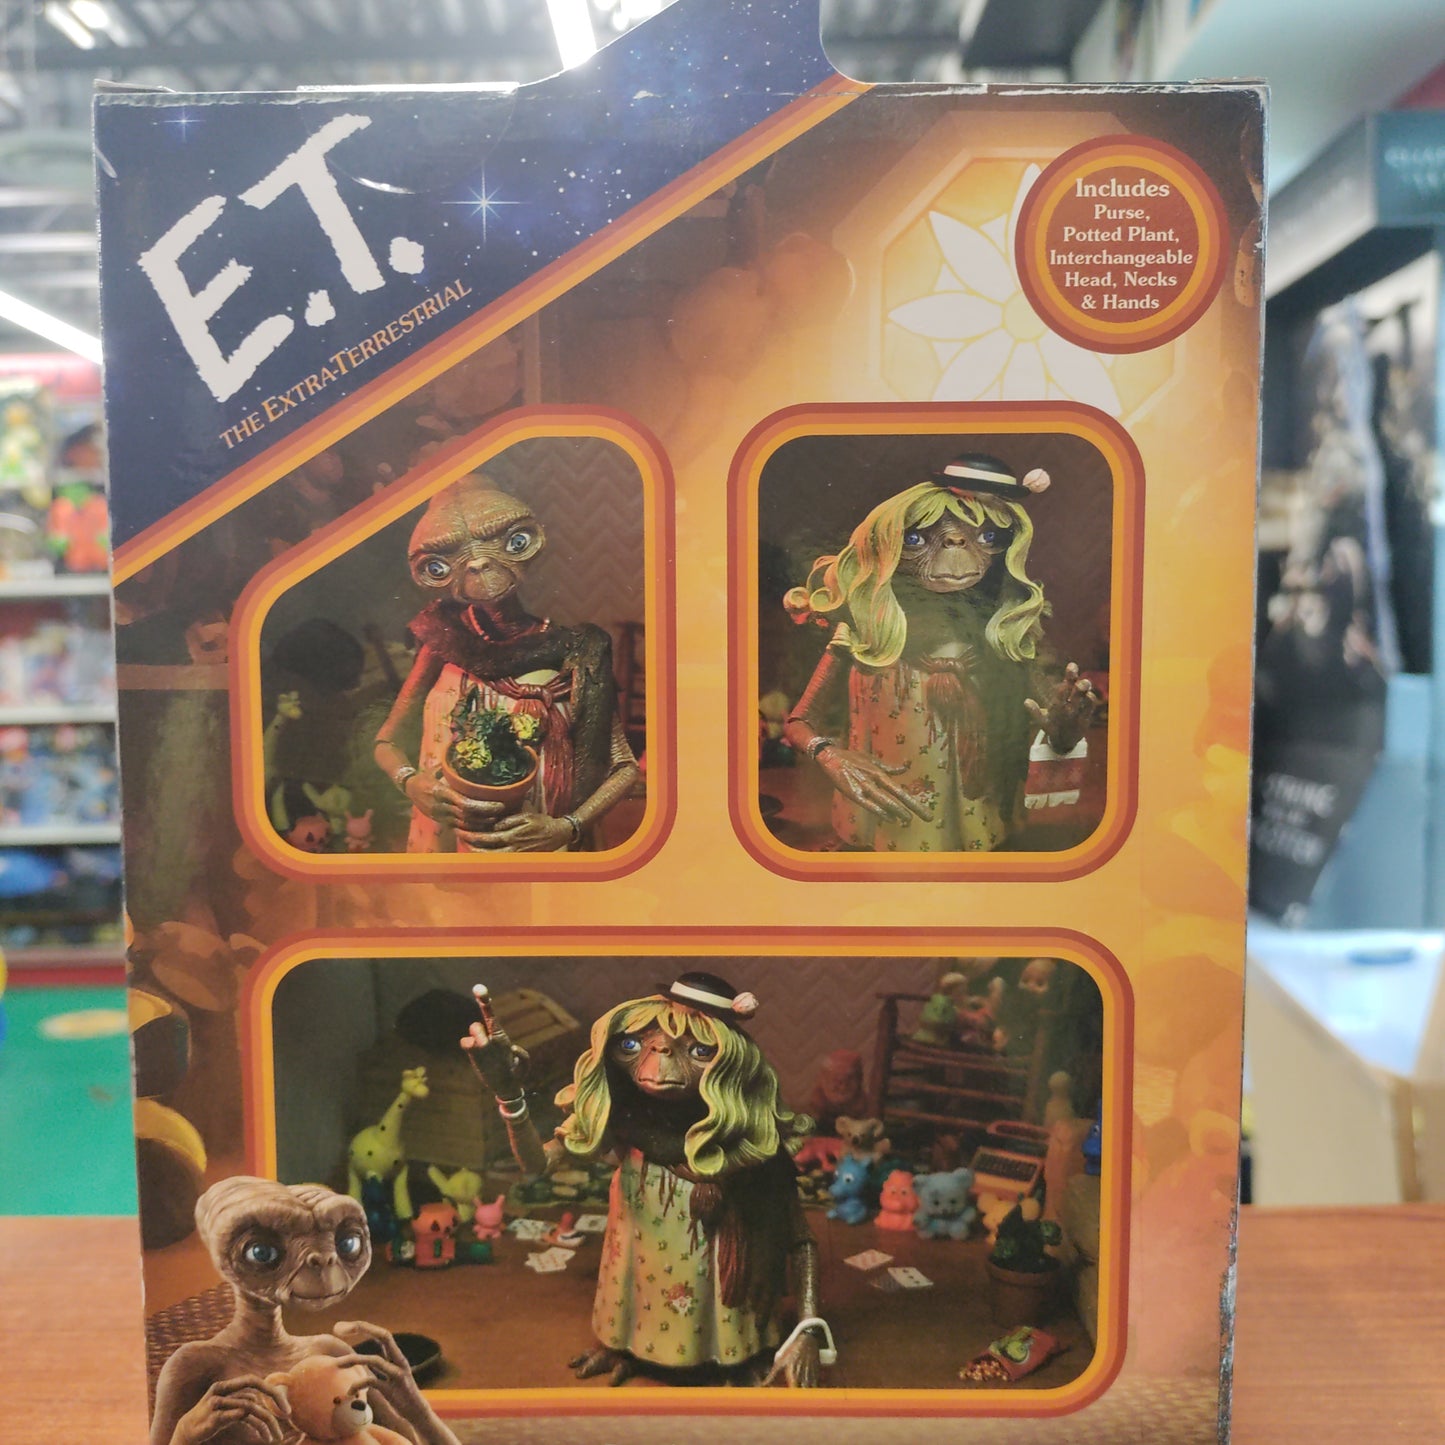 E.T.
THE EXTRA-TERRESTRIAL
Includes
Purse,
Potted Plant,
Interchangeable
Head, Necks
& Hands